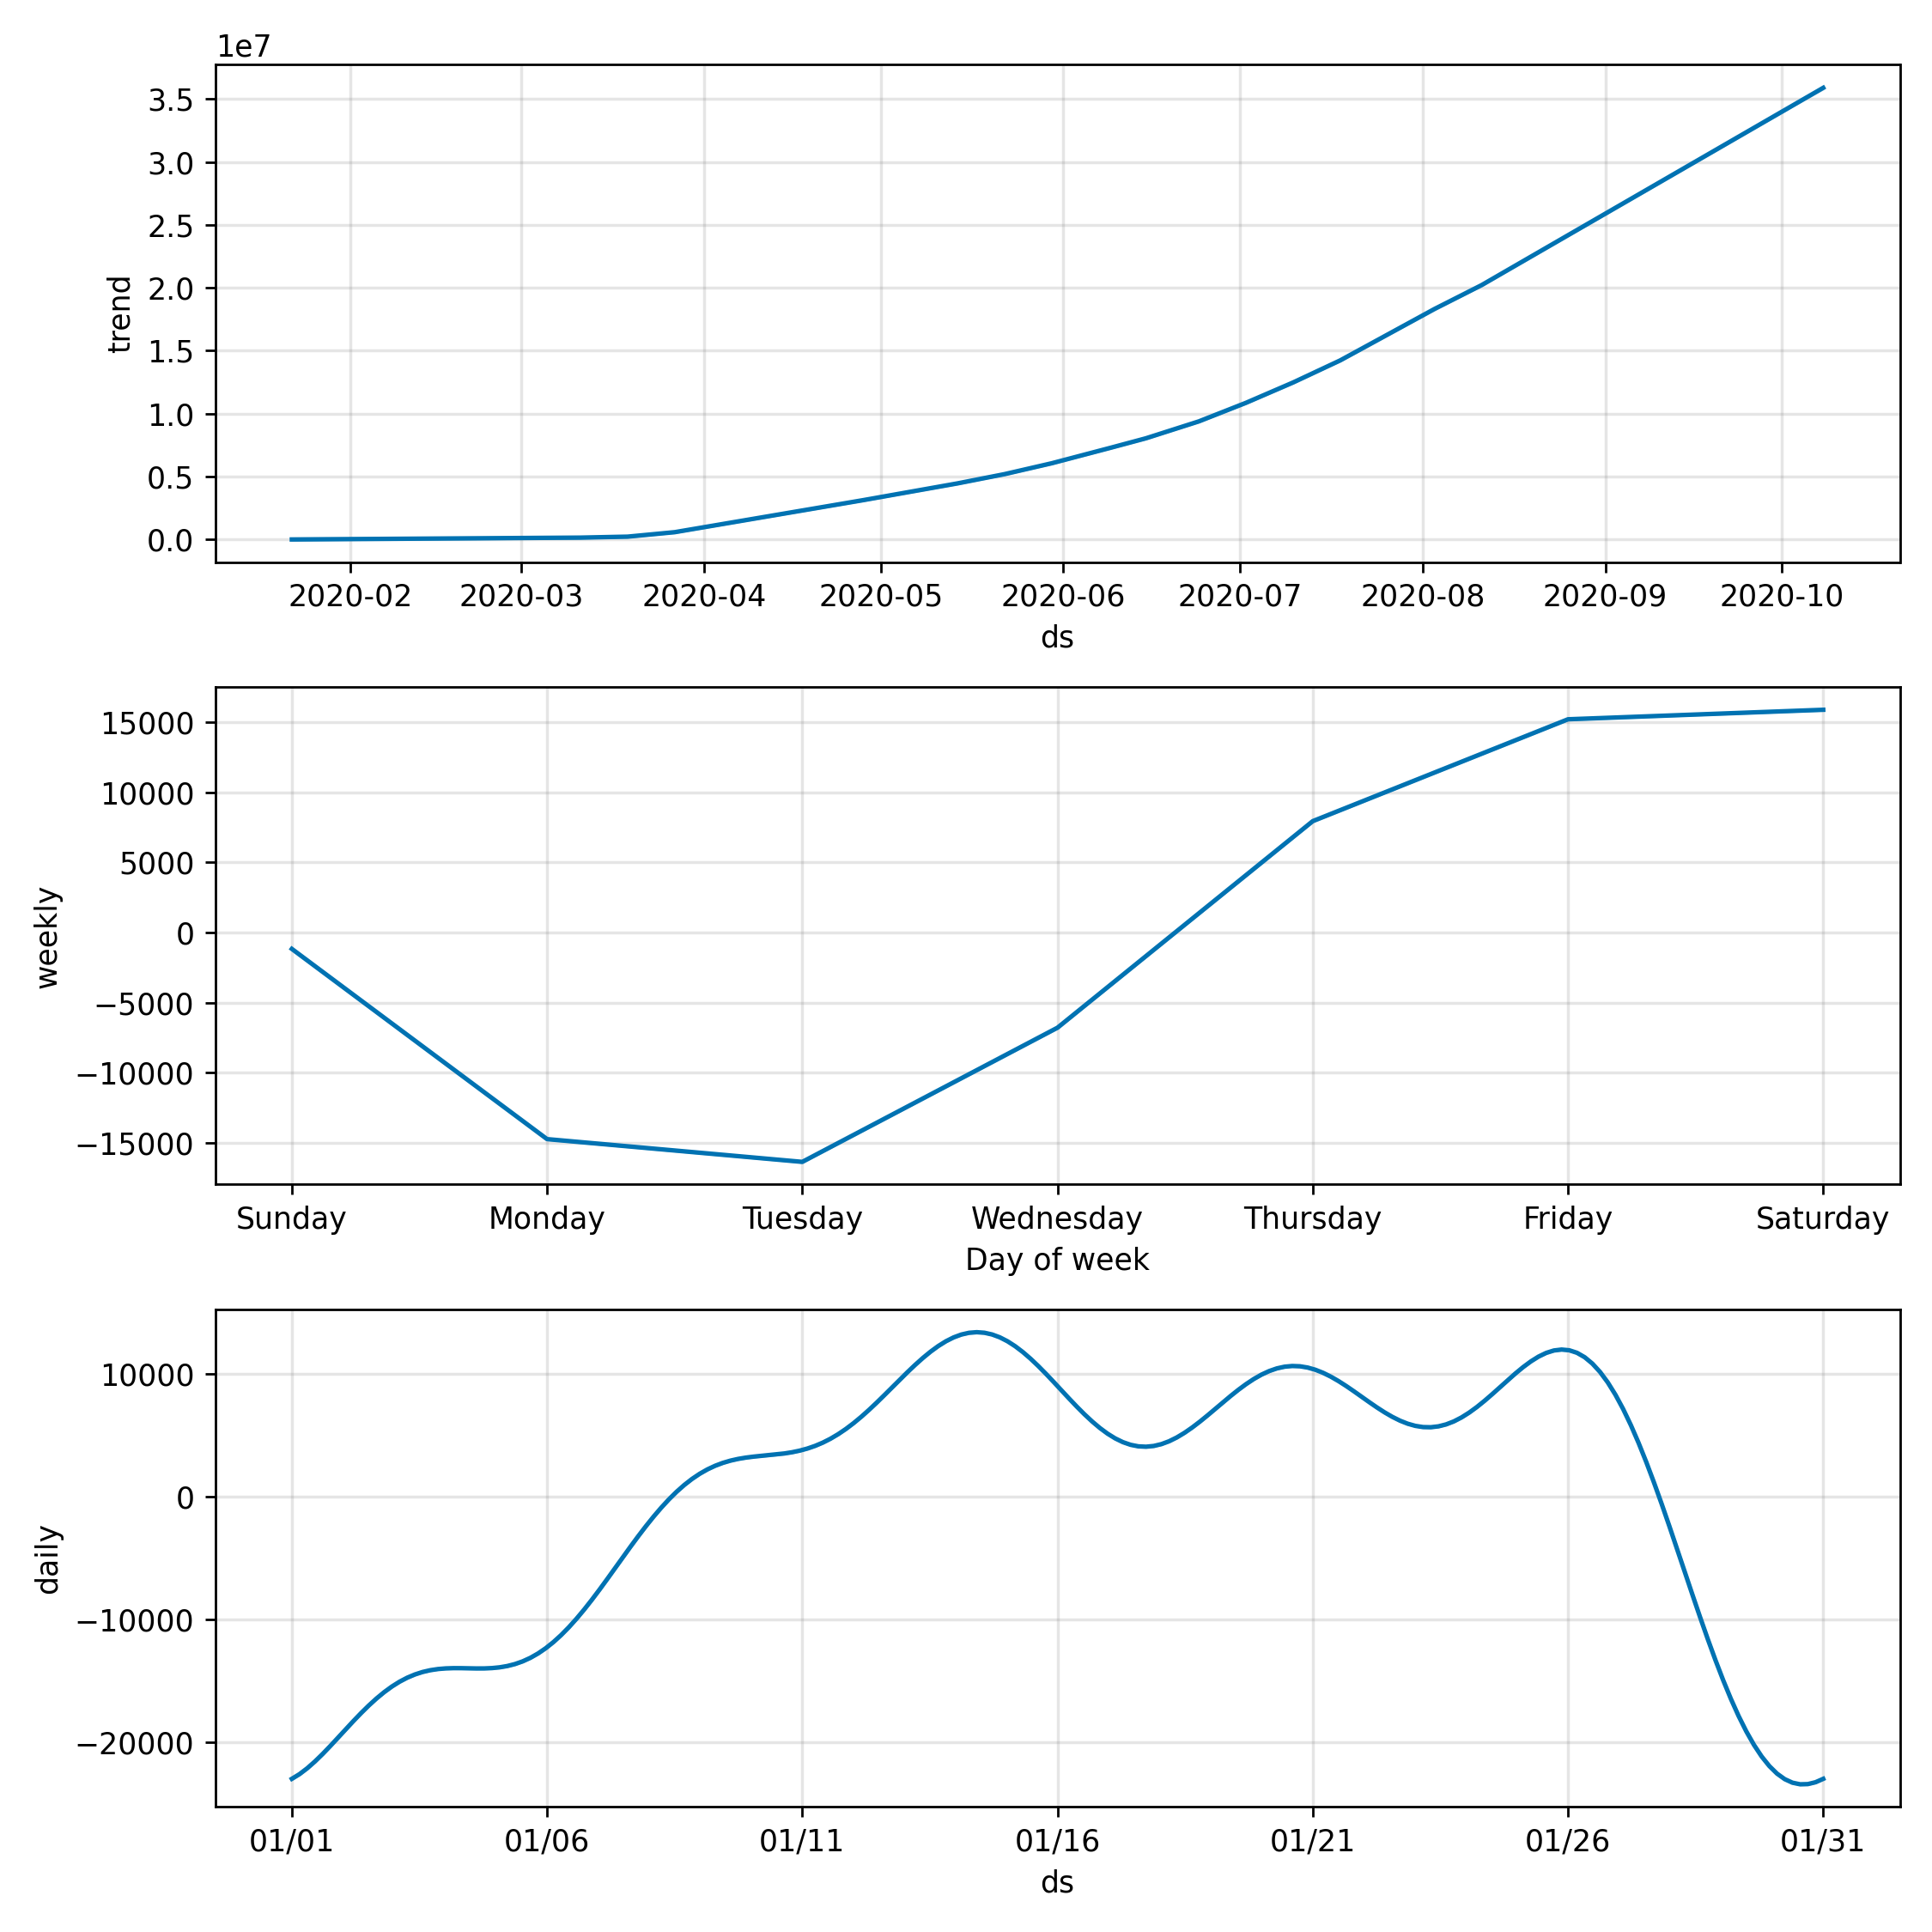 1e7
3.5
3.0
2.5
2.0
1.5
1.0
0.5
0.0
trend
2020-02 2020-03 2020-04 2020-05 2020-06 2020-07 2020-08 2020-09 2020-10
ds
15000
10000
5000
0
−5000
−10000
−15000
weekly
Sunday Monday Tuesday Wednesday Thursday Friday Saturday
Day of week
10000
0
−10000
−20000
daily
01/01 01/06 01/11 01/16 01/21 01/26 01/31
ds